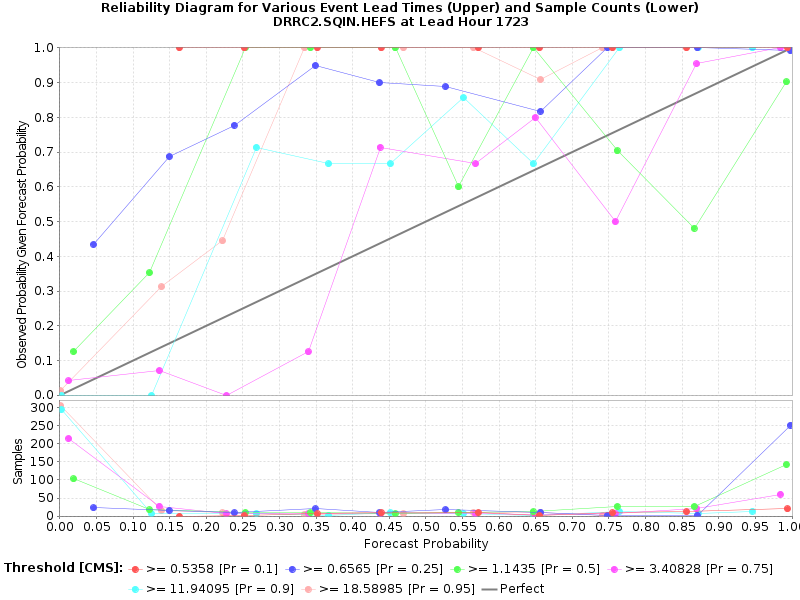 Reliability Diagram for Various Event Lead Times (Upper) and Sample Counts (Lower)
DRRC2.SQIN.HEFS at Lead Hour 1723
Observed Probability Given Forecast Probability
1.0
0.9
0.8
0.7
0.6
0.5
0.4
0.3
0.2
0.1
0.0
Samples
300
250
200
150
100
50
0
0.00 0.05 0.10 0.15 0.20 0.25 0.30 0.35 0.40 0.45 0.50 0.55 0.60 0.65 0.70 0.75 0.80 0.85 0.90 0.95 1.0
Forecast Probability
Threshold [CMS]: >= 0.5358 [Pr = 0.1] >= 0.6565 [Pr = 0.25] >= 1.1435 [Pr = 0.5] >= 3.40828 [Pr = 0.75]
>= 11.94095 [Pr = 0.9] >= 18.58985 [Pr = 0.95] Perfect